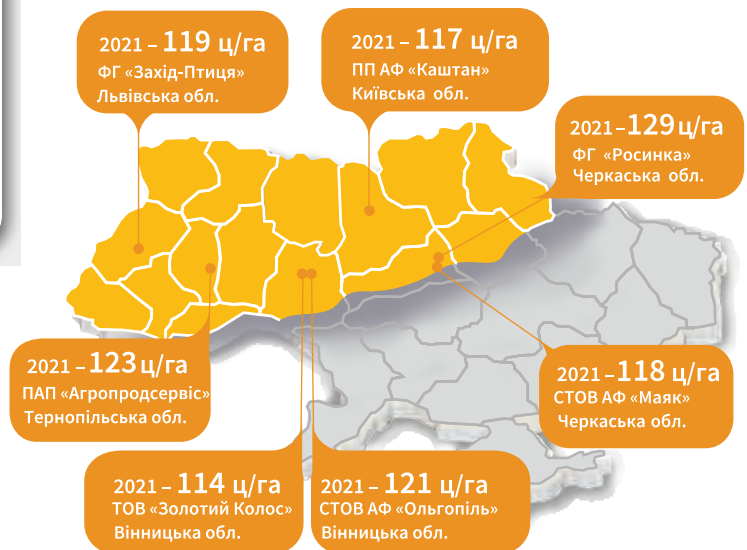 2021 – 119 ц/га
ФГ «Захід-Птиця»
Львівська обл.
2021 – 117 ц/га
ПП АФ «Каштан»
Київська обл.
2021 – 129 ц/га
ФГ «Росинка»
Черкаська обл.
2021 – 123 ц/га
ПАП «Агропродсервіс»
Тернопільська обл.
2021 – 118 ц/га
СТОВ АФ «Маяк»
Черкаська обл.
2021 – 114 ц/га
ТОВ «Золотий Колос»
Вінницька обл.
2021 – 121 ц/га
СТОВ АФ «Ольгопіль»
Вінницька обл.